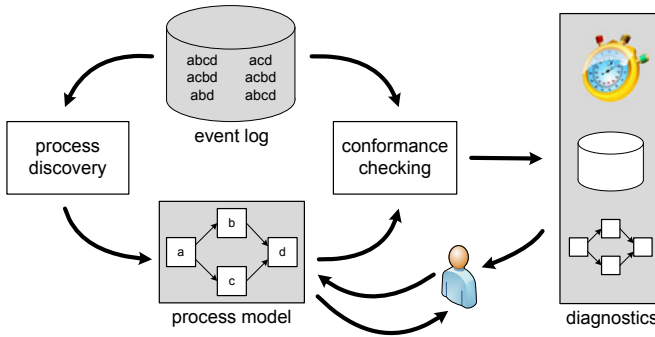 abcd acd
acbd acbd
abd abcd
event log
process
discovery
conformance
checking
a
b
c
d
process model
diagnostics